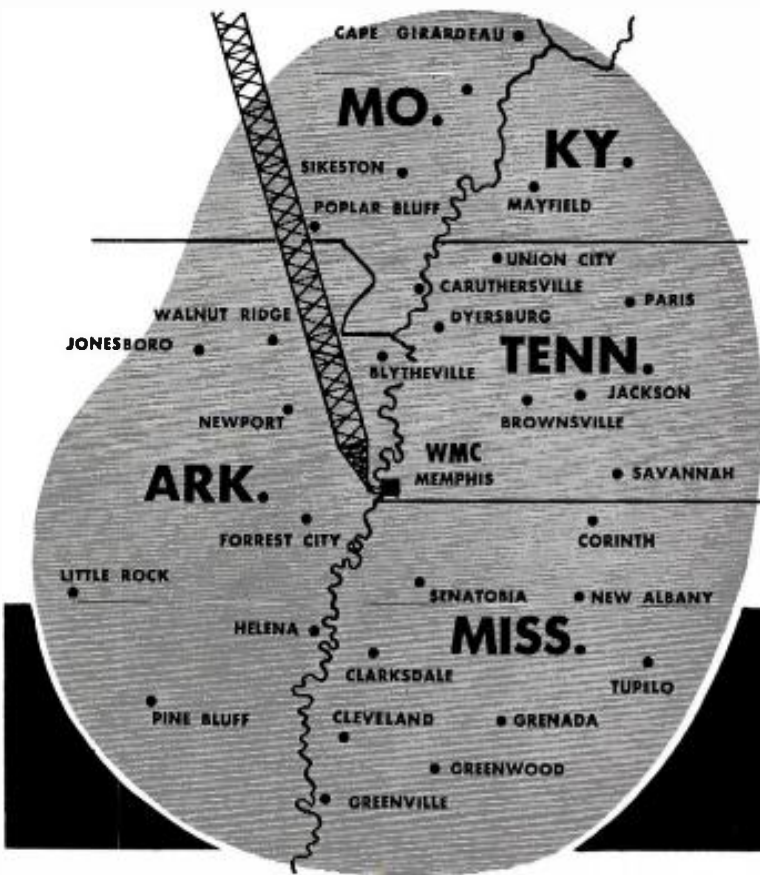 CAPE GIRARDEAU
MO.
KY.
SIKESTON
MAYFIELD
POPLAR BLUFF
UNION CITY
CARUTHERSVILLE
PARIS
WALNUT RIDGE
DYERSBURG
JONESBORO
TENN.
BLYTHEVILLE
JACKSON
NEWPORT
BROWNSVILLE
WMC
MEMPHIS
SAVANNAH
ARK.
FORREST CITY
CORINTH
LITTLE ROCK
SENATOBIA
NEW ALBANY
HELENA
MISS.
CLARKSDALE
TUPELO
PINE BLUFF
CLEVELAND
GRENADA
GREENWOOD
GREENVILLE